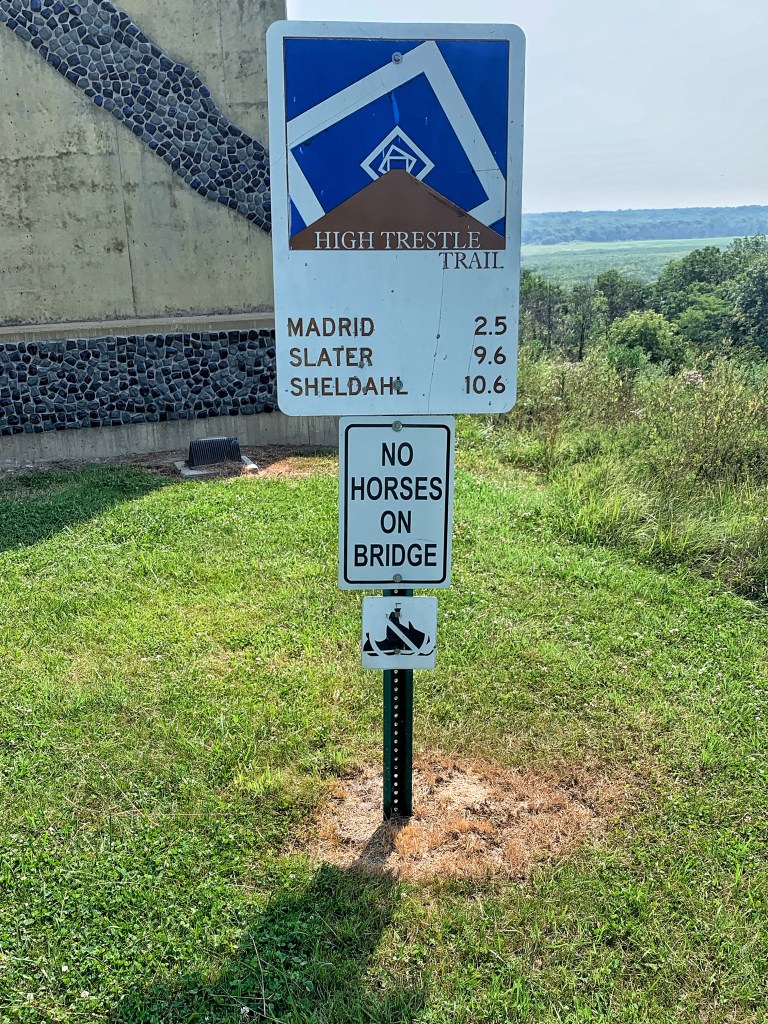 HIGH TRESTLE
TRAIL
MADRID 2.5
SLATER 9.6
SHELDAHL 10.6
NO
HORSES
ON
BRIDGE